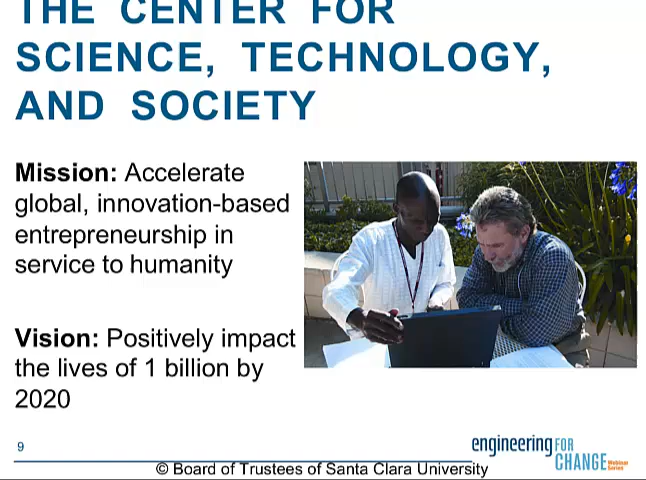 THE CENTER FOR
SCIENCE, TECHNOLOGY,
AND SOCIETY
Mission: Accelerate
global, innovation-based
entrepreneurship in
service to humanity
Vision: Positively impact
the lives of 1 billion by
2020
9
engineering FOR
CHANGE Webinar
Series
© Board of Trustees of Santa Clara University